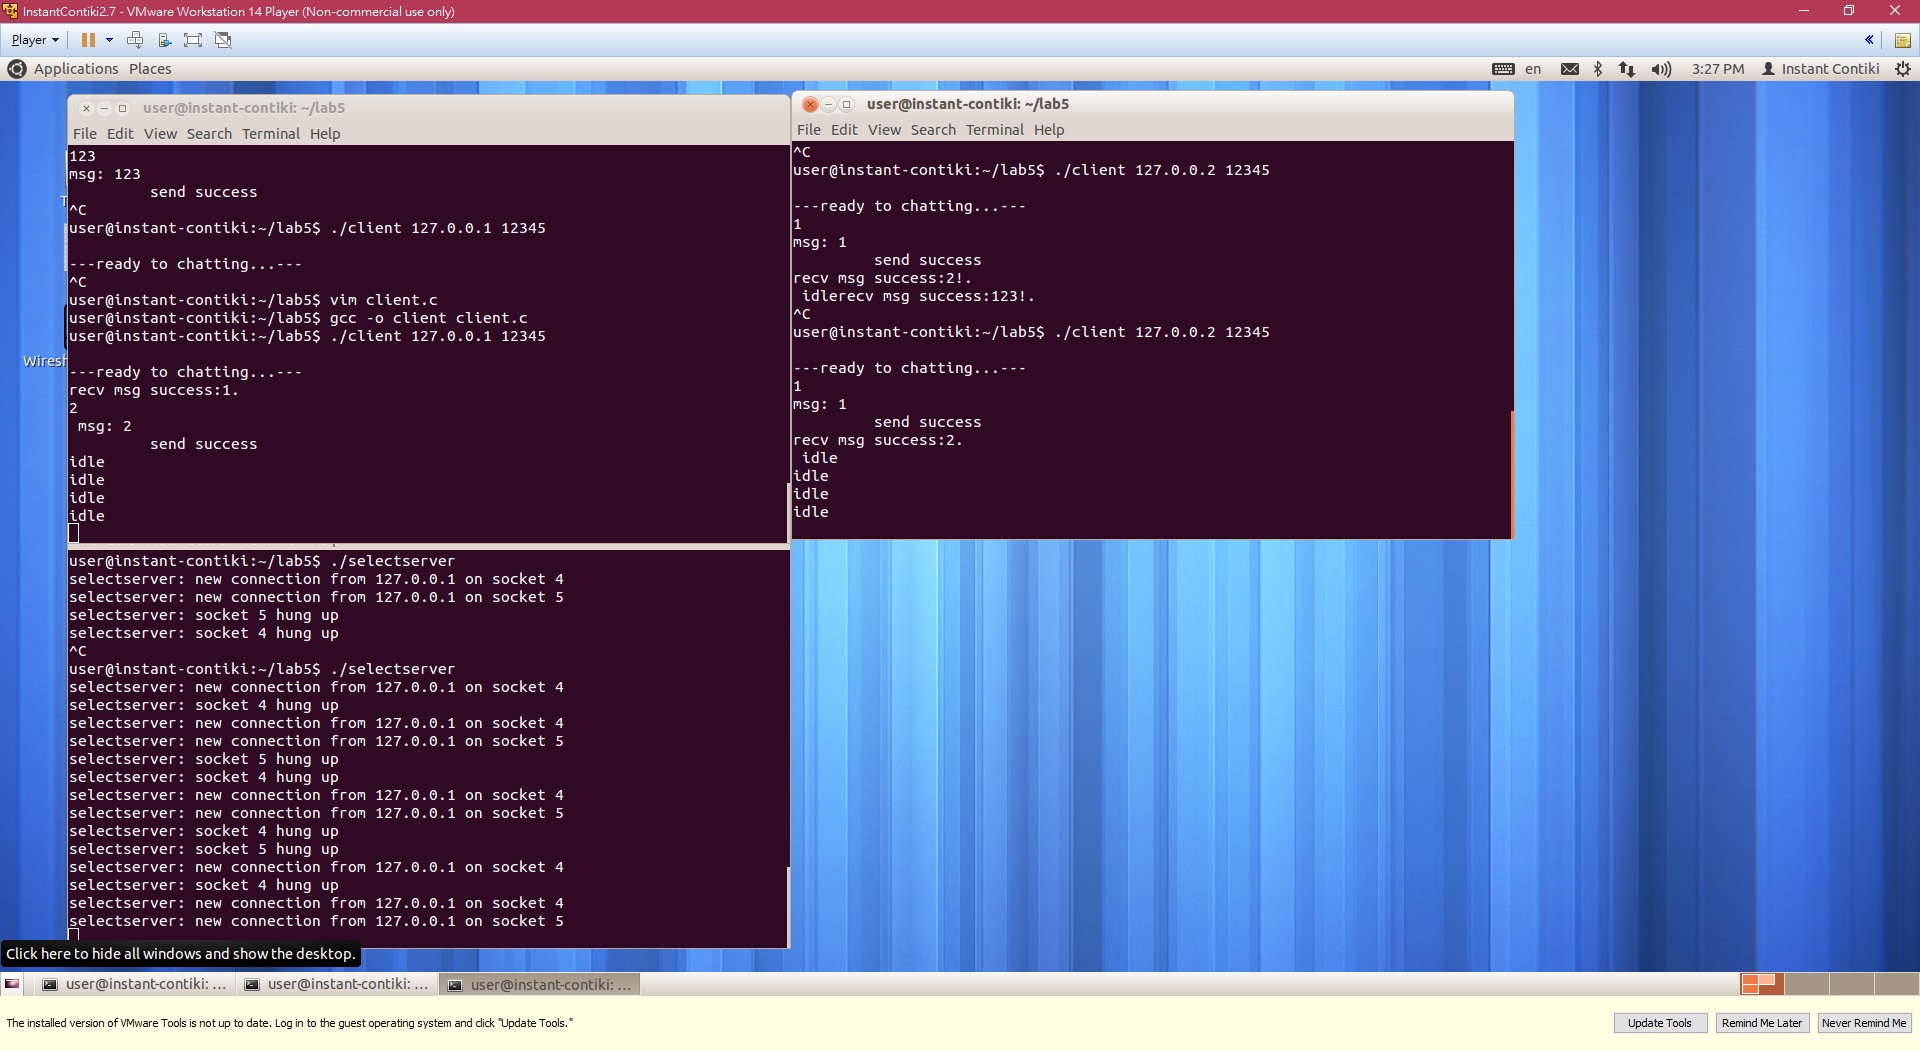 InstantContiki2.7 - VMware Workstation 14 Player (Non-commercial use only)
Player
Applications Places
en
3:27 PM
Instant Contiki
user@instant-contiki: ~/lab5
File Edit View Search Terminal Help
123
msg: 123
send success
^C
user@instant-contiki:~/lab5$ ./client 127.0.0.1 12345
---ready to chatting...---
^C
user@instant-contiki:~/lab5$ vim client.c
user@instant-contiki:~/lab5$ gcc -o client client.c
user@instant-contiki:~/lab5$ ./client 127.0.0.1 12345
---ready to chatting...---
recv msg success:1.
2
msg: 2
send success
idle
idle
idle
idle
user@instant-contiki: ~/lab5
File Edit View Search Terminal Help
^C
user@instant-contiki:~/lab5$ ./client 127.0.0.2 12345
---ready to chatting...---
1
msg: 1
send success
recv msg success:2!.
idlerecv msg success:123!.
^C
user@instant-contiki:~/lab5$ ./client 127.0.0.2 12345
---ready to chatting...---
1
msg: 1
send success
recv msg success:2.
idle
idle
idle
idle
Wiresh
user@instant-contiki:~/lab5$ ./selectserver
selectserver: new connection from 127.0.0.1 on socket 4
selectserver: new connection from 127.0.0.1 on socket 5
selectserver: socket 5 hung up
selectserver: socket 4 hung up
^C
user@instant-contiki:~/lab5$ ./selectserver
selectserver: new connection from 127.0.0.1 on socket 4
selectserver: socket 4 hung up
selectserver: new connection from 127.0.0.1 on socket 4
selectserver: new connection from 127.0.0.1 on socket 5
selectserver: socket 5 hung up
selectserver: socket 4 hung up
selectserver: new connection from 127.0.0.1 on socket 4
selectserver: new connection from 127.0.0.1 on socket 5
selectserver: socket 4 hung up
selectserver: socket 5 hung up
selectserver: new connection from 127.0.0.1 on socket 4
selectserver: socket 4 hung up
selectserver: new connection from 127.0.0.1 on socket 4
selectserver: new connection from 127.0.0.1 on socket 5
Click here to hide all windows and show the desktop.
user@instant-contiki: ...
user@instant-contiki: ...
user@instant-contiki: ...
The installed version of VMware Tools is not up to date. Log in to the guest operating system and click "Update Tools."
Update Tools
Remind Me Later
Never Remind Me